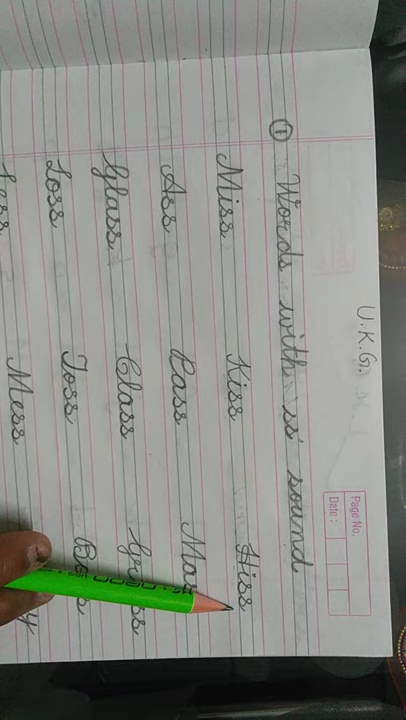 U.K.G.
Page No.
Date:
① Words with 'ss' sound
Miss Kiss Hiss
Ass Pass
Glass Class
Loss Toss
Mess